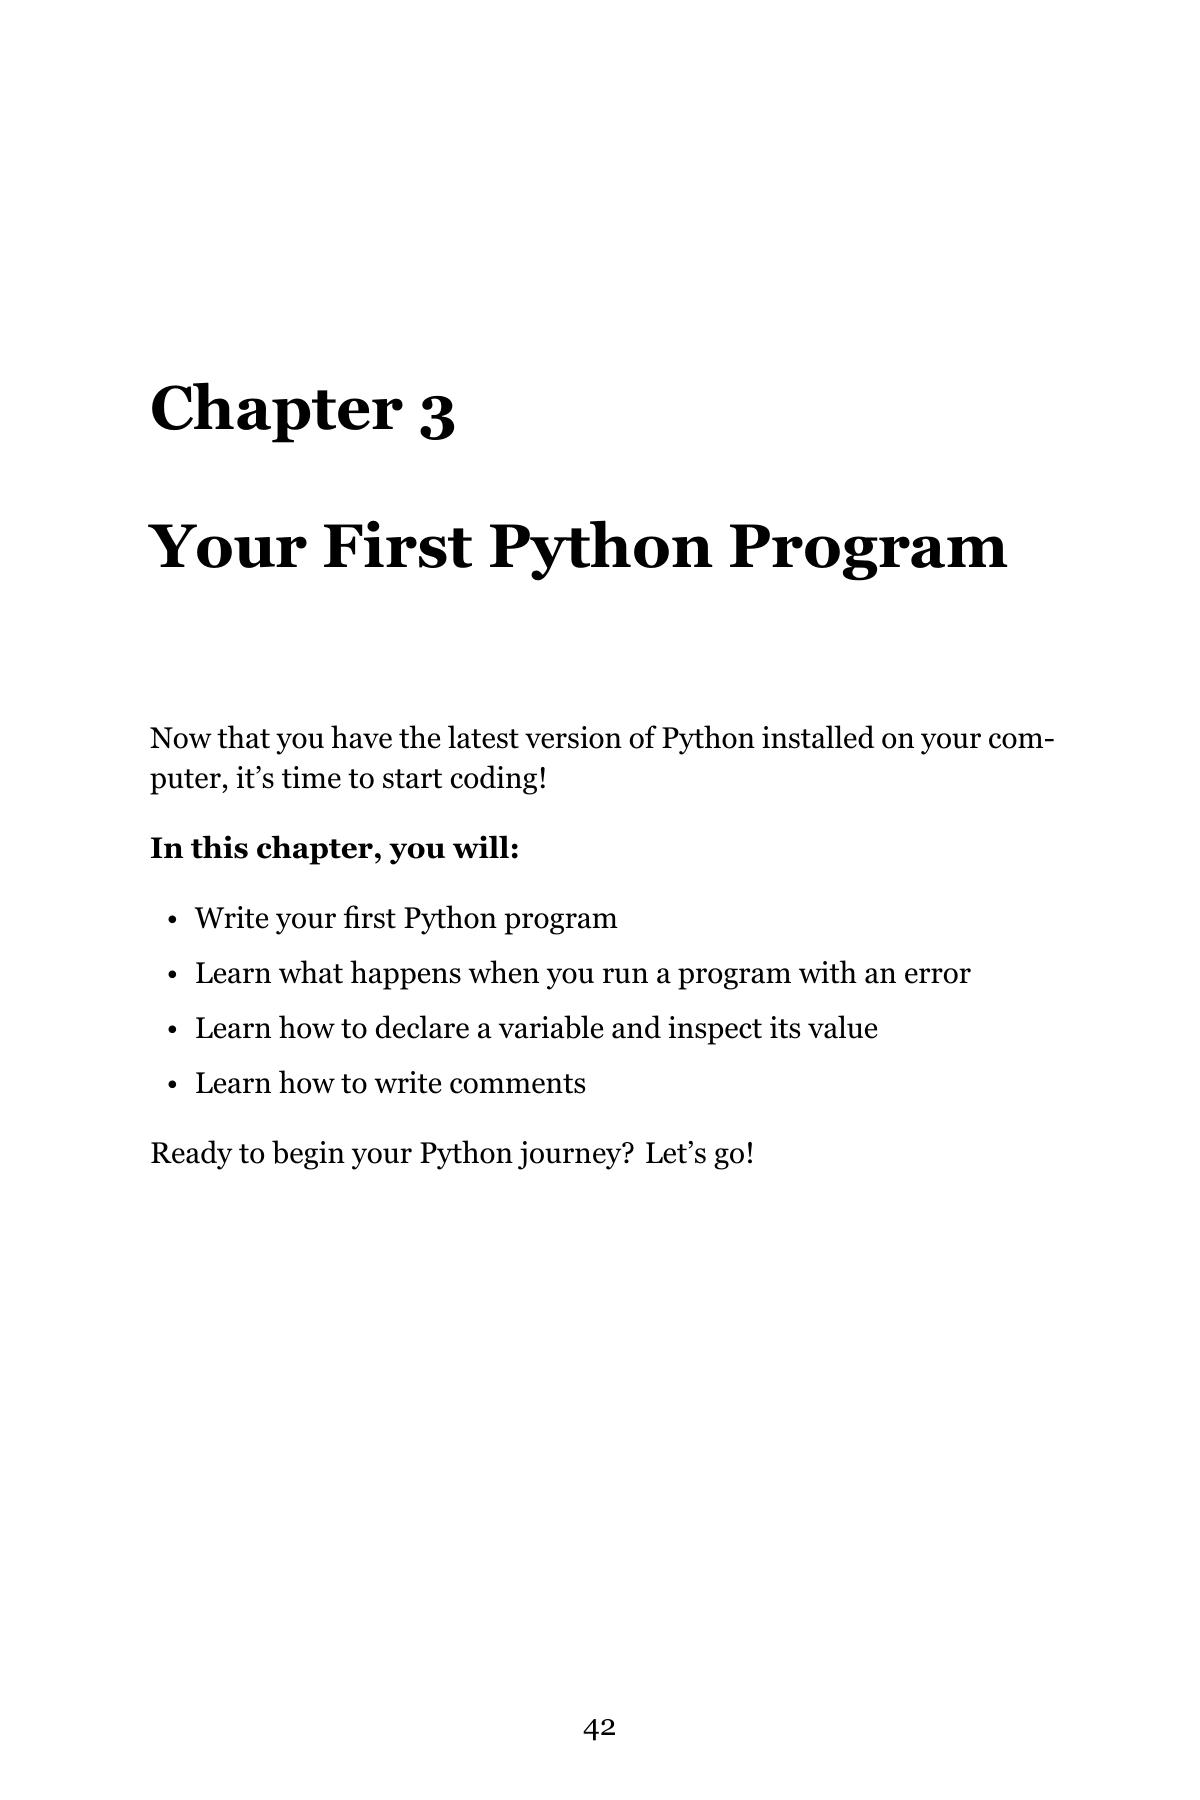 Chapter 3
Your First Python Program
Now that you have the latest version of Python installed on your com-
puter, it’s time to start coding!
In this chapter, you will:
• Write your first Python program
• Learn what happens when you run a program with an error
• Learn how to declare a variable and inspect its value
• Learn how to write comments
Ready to begin your Python journey? Let’s go!
42